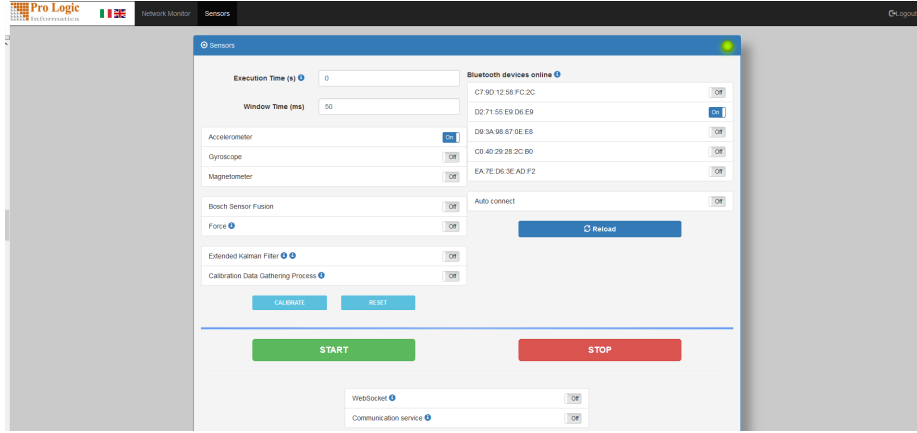 Pro Logic
Informatica
Network Monitor
Sensors
Logout
Sensors
Execution Time (s)
0
Window Time (ms)
50
Accelerometer On
Gyroscope Off
Magnetometer Off
Bosch Sensor Fusion Off
Force Off
Extended Kalman Filter Off
Calibration Data Gathering Process Off
CALIBRATE
RESET
Bluetooth devices online
C7:9D:12:58:FC:2C Off
D2:71:55:E9:D6:E9 On
D9:3A:98:87:0E:E8 Off
C0:40:29:28:2C:B0 Off
EA:7E:D6:3E:AD:F2 Off
Auto connect Off
Reload
START
STOP
WebSocket Off
Communication service Off